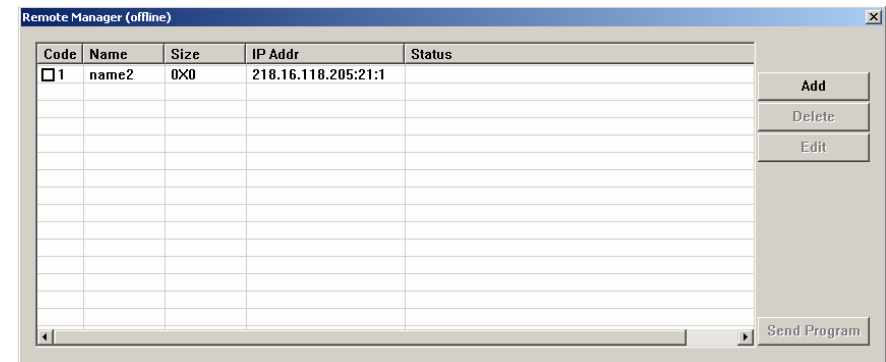 Remote Manager (offline)
Code Name Size IP Addr Status
1 name2 0X0 218.16.118.205:21:1
Add
Delete
Edit
Send Program